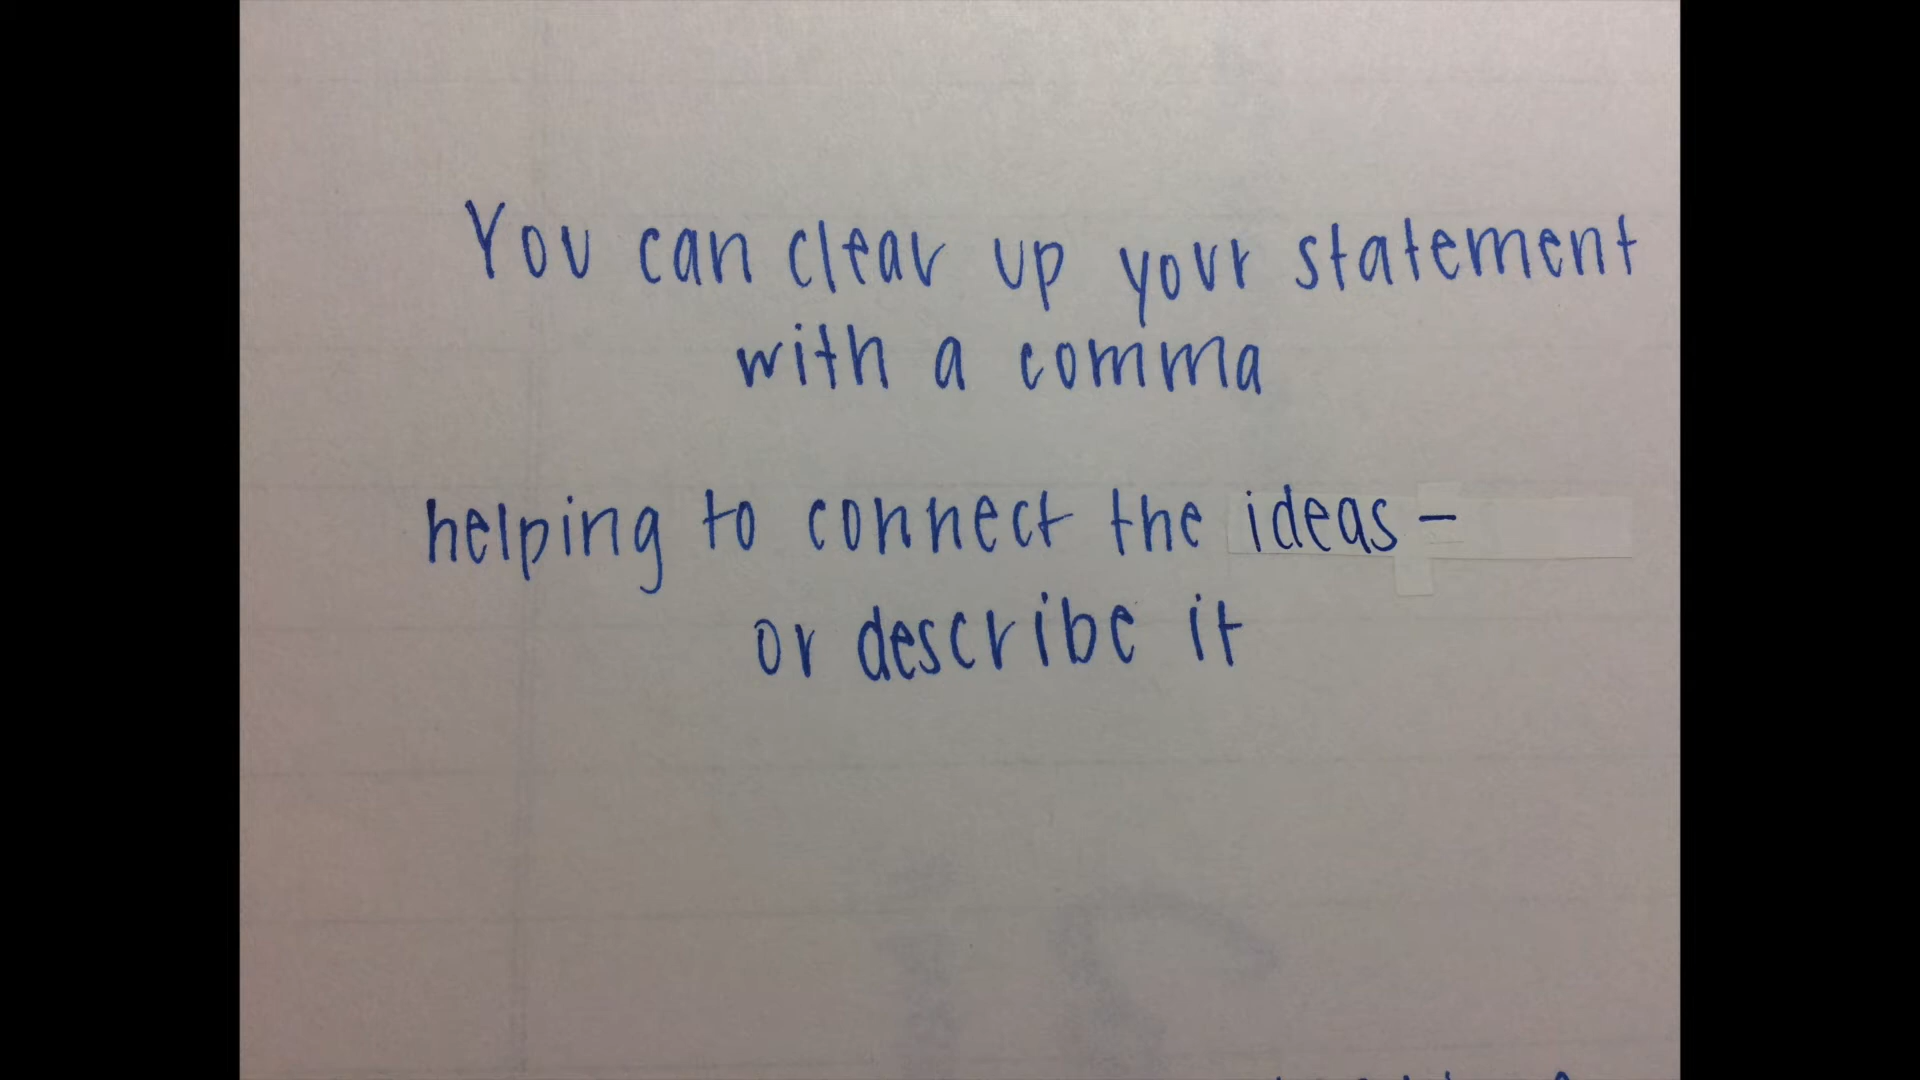 You can clear up your statement
with a comma
helping to connect the ideas -
or describe it